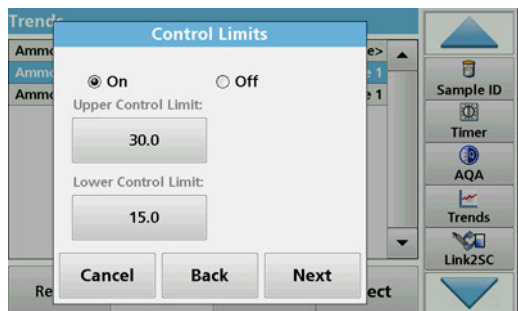 Trends
Control Limits
On
Off
Upper Control Limit:
30.0
Lower Control Limit:
15.0
Cancel
Back
Next
Sample ID
Timer
AQA
Trends
Link2SC